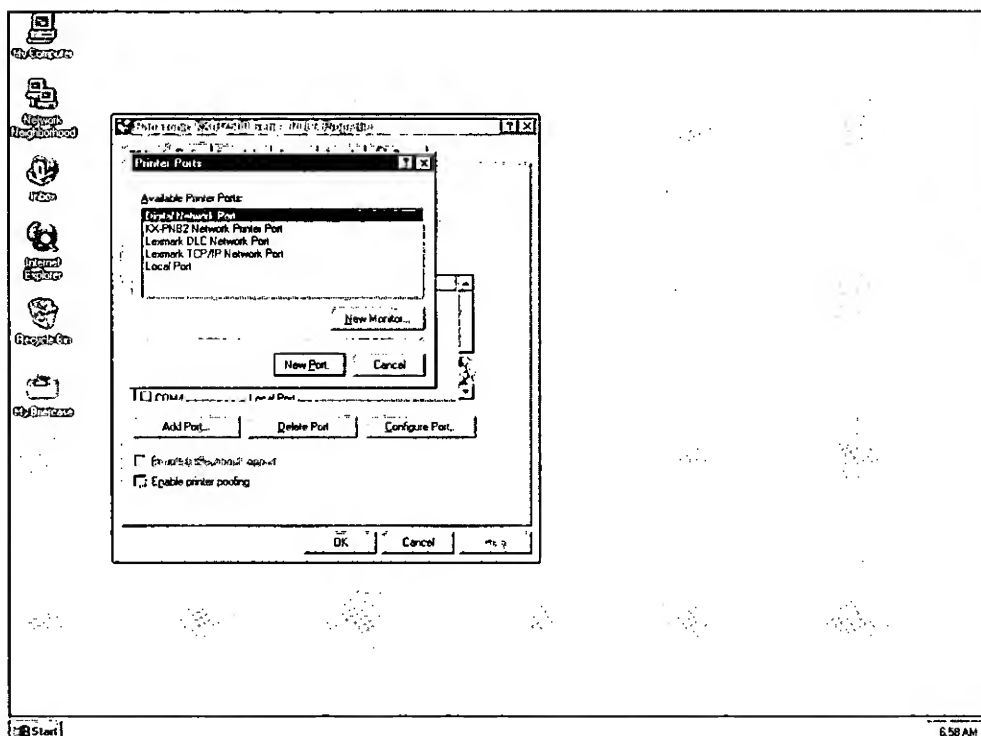 My Computer
Network
Neighborhood
Inbox
Internet
Explorer
Recycle Bin
My Briefcase
Printer Ports
Available Printer Ports:
Digital Network Port
KX-PNB2 Network Printer Port
Lexmark DLC Network Port
Lexmark TCP/IP Network Port
Local Port
New Monitor...
New Port.
Cancel
COM4 Local Port
Add Port...
Delete Port
Configure Port...
Enable printer pooling
OK
Cancel
Start
6:58 AM